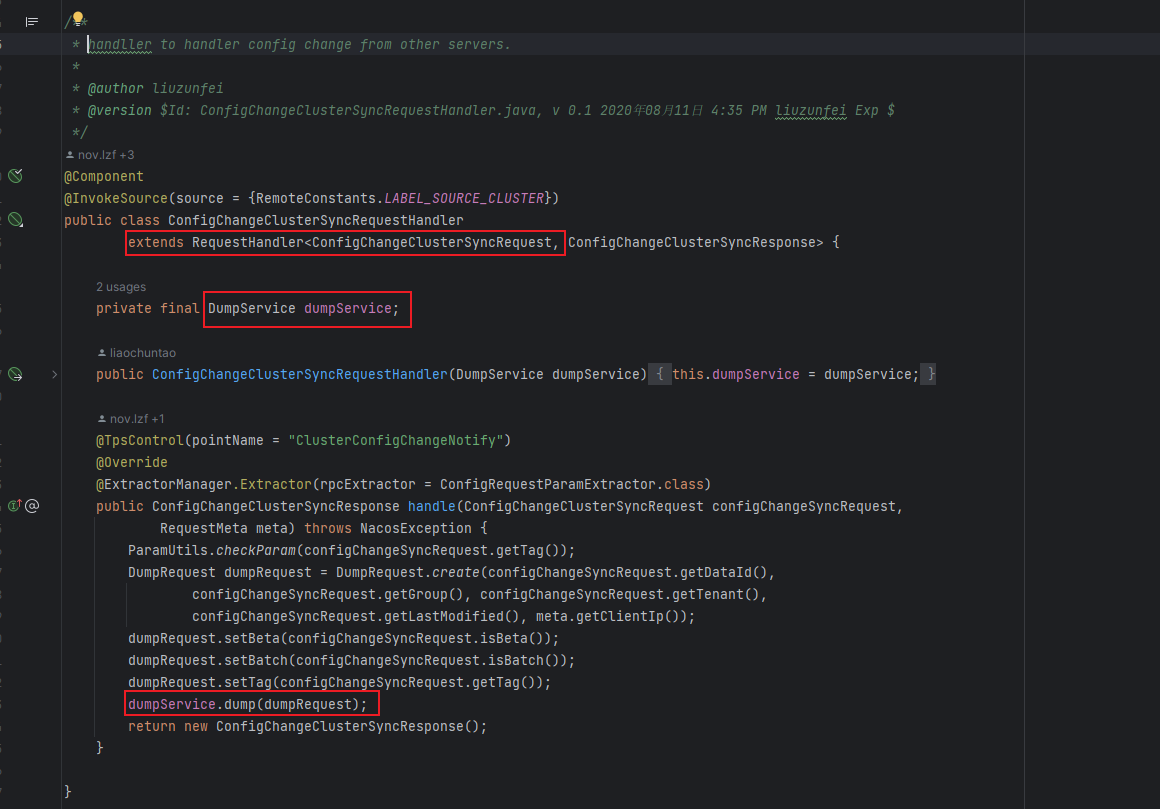 /**
* handller to handler config change from other servers.
*
* @author liuzunfei
* @version $Id: ConfigChangeClusterSyncRequestHandler.java, v 0.1 2020年08月11日 4:35 PM liuzunfei Exp $
*/
nov.lzf +3
@Component
@InvokeSource(source = {RemoteConstants.LABEL_SOURCE_CLUSTER})
public class ConfigChangeClusterSyncRequestHandler
extends RequestHandler<ConfigChangeClusterSyncRequest, ConfigChangeClusterSyncResponse> {
2 usages
private final DumpService dumpService;
liaochuntao
public ConfigChangeClusterSyncRequestHandler(DumpService dumpService) { this.dumpService = dumpService; }
nov.lzf +1
@TpsControl(pointName = "ClusterConfigChangeNotify")
@Override
@ExtractorManager.Extractor(rpcExtractor = ConfigRequestParamExtractor.class)
public ConfigChangeClusterSyncResponse handle(ConfigChangeClusterSyncRequest configChangeSyncRequest,
RequestMeta meta) throws NacosException {
ParamUtils.checkParam(configChangeSyncRequest.getTag());
DumpRequest dumpRequest = DumpRequest.create(configChangeSyncRequest.getDataId(),
configChangeSyncRequest.getGroup(), configChangeSyncRequest.getTenant(),
configChangeSyncRequest.getLastModified(), meta.getClientIp());
dumpRequest.setBeta(configChangeSyncRequest.isBeta());
dumpRequest.setBatch(configChangeSyncRequest.isBatch());
dumpRequest.setTag(configChangeSyncRequest.getTag());
dumpService.dump(dumpRequest);
return new ConfigChangeClusterSyncResponse();
}
}